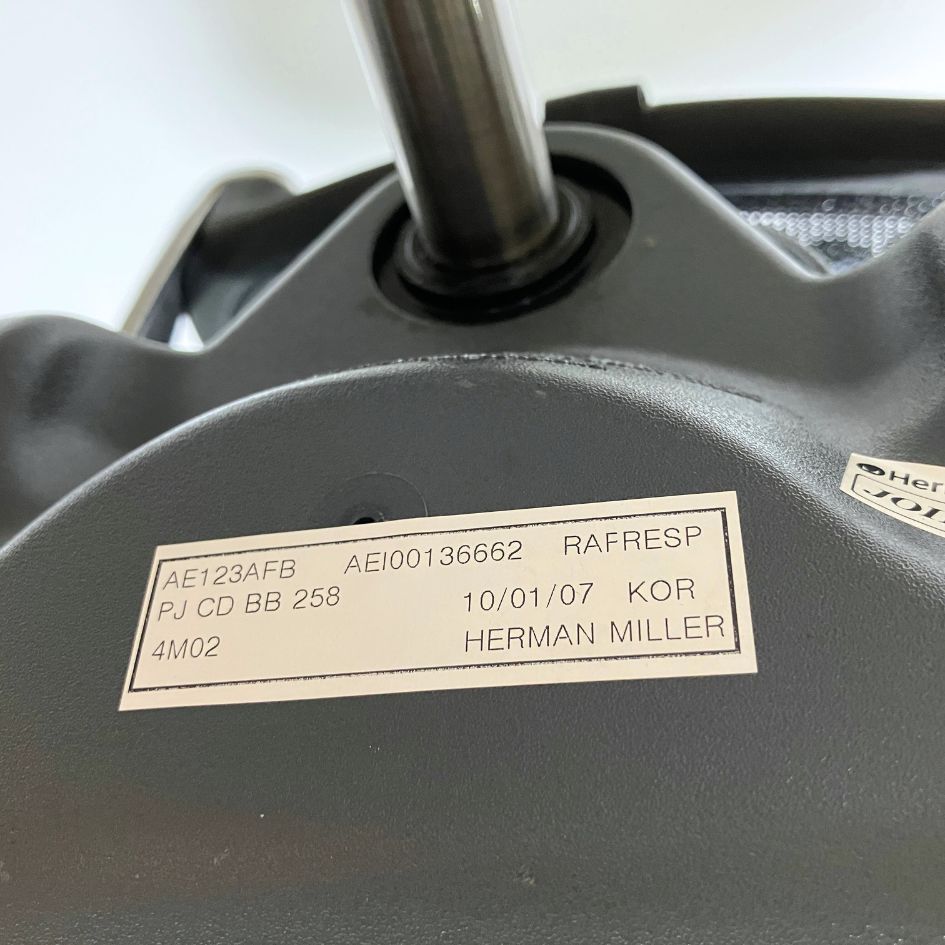 AE123AFB AEI00136662 RAFRESP
PJ CD BB 258 10/01/07 KOR
4M02 HERMAN MILLER